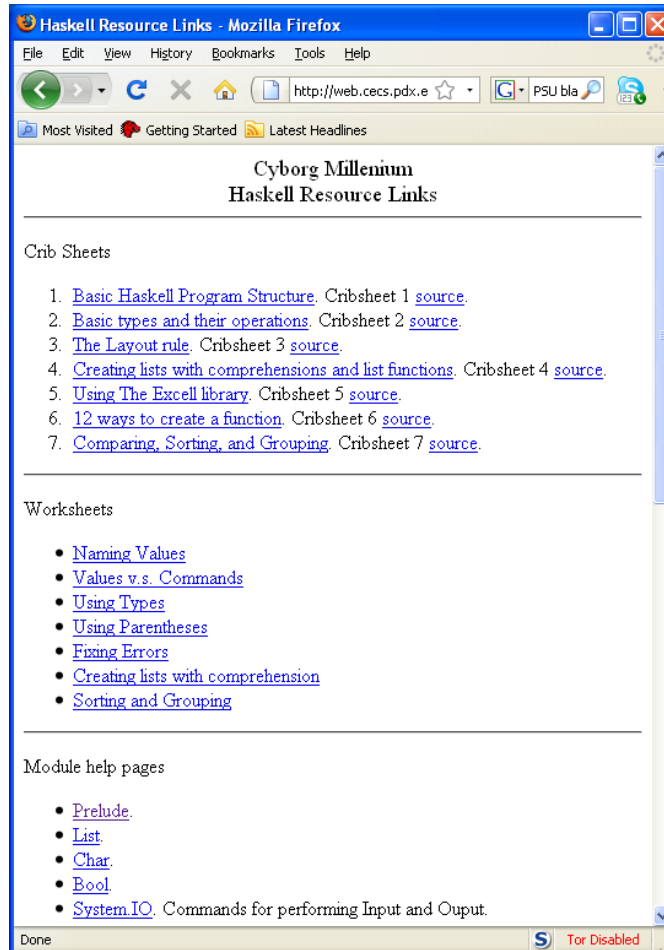 Haskell Resource Links - Mozilla Firefox
File Edit View History Bookmarks Tools Help
http://web.cecs.pdx.e G PSU bla
Most Visited Getting Started Latest Headlines
Cyborg Millenium
Haskell Resource Links
Crib Sheets
1. Basic Haskell Program Structure. Cribsheet 1 source.
2. Basic types and their operations. Cribsheet 2 source.
3. The Layout rule. Cribsheet 3 source.
4. Creating lists with comprehensions and list functions. Cribsheet 4 source.
5. Using The Excell library. Cribsheet 5 source.
6. 12 ways to create a function. Cribsheet 6 source.
7. Comparing, Sorting, and Grouping. Cribsheet 7 source.
Worksheets
• Naming Values
• Values v.s. Commands
• Using Types
• Using Parentheses
• Fixing Errors
• Creating lists with comprehension
• Sorting and Grouping
Module help pages
• Prelude.
• List.
• Char.
• Bool.
• System.IO. Commands for performing Input and Ouput.
Done S Tor Disabled